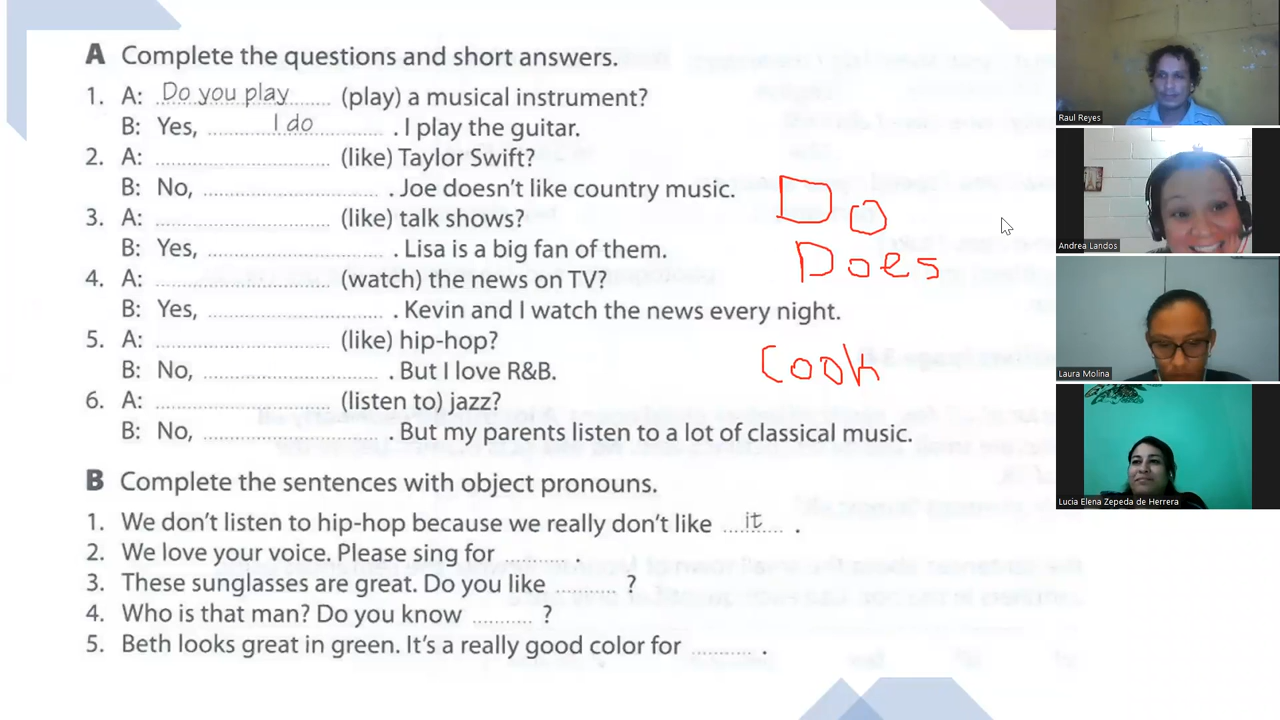 A Complete the questions and short answers.
1. A: Do you play (play) a musical instrument?
B: Yes, I do . I play the guitar.
2. A: (like) Taylor Swift?
B: No, . Joe doesn't like country music.
3. A: (like) talk shows?
B: Yes, . Lisa is a big fan of them.
4. A: (watch) the news on TV?
B: Yes, . Kevin and I watch the news every night.
5. A: (like) hip-hop?
B: No, . But I love R&B.
6. A: (listen to) jazz?
B: No, . But my parents listen to a lot of classical music.
Do
Does
Cook
B Complete the sentences with object pronouns.
1. We don't listen to hip-hop because we really don't like it .
2. We love your voice. Please sing for .
3. These sunglasses are great. Do you like ?
4. Who is that man? Do you know ?
5. Beth looks great in green. It's a really good color for .
Raul Reyes
Andrea Landos
Laura Molina
Lucia Elena Zepeda de Herrera